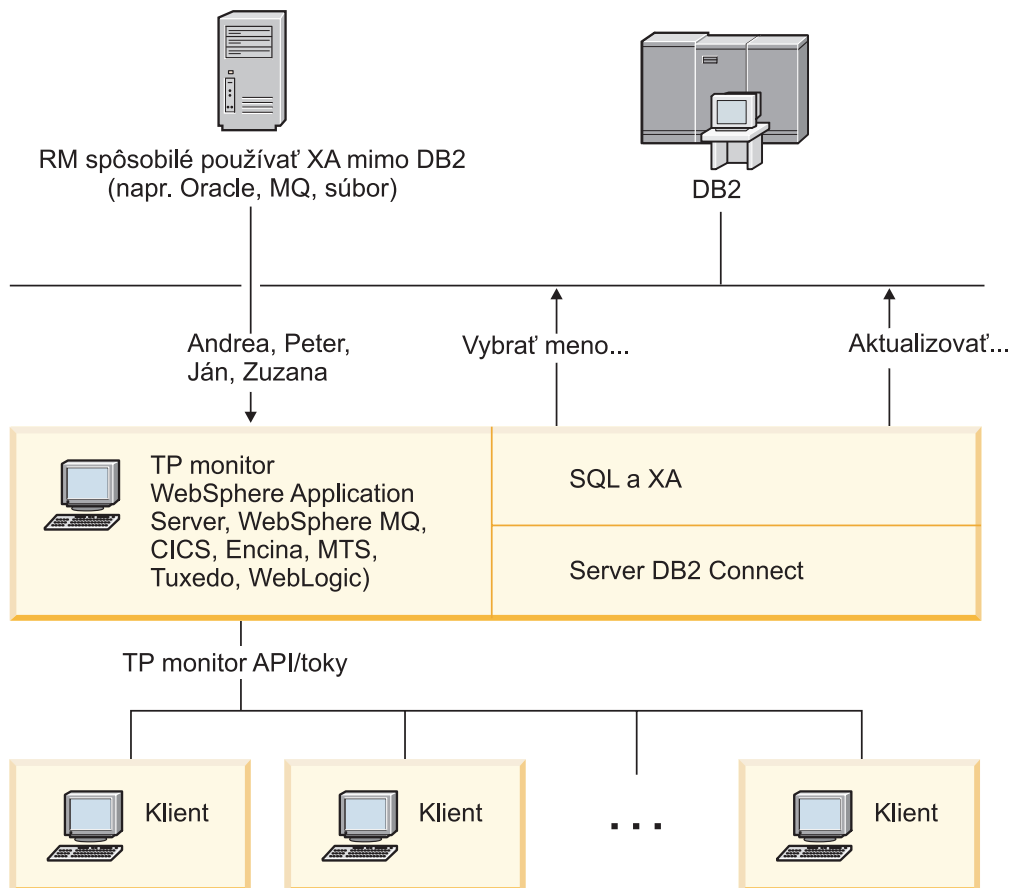 RM spôsobilé používať XA mimo DB2
(napr. Oracle, MQ, súbor)
DB2
Andrea, Peter,
Ján, Zuzana
Vybrať meno...
Aktualizovať...
TP monitor
WebSphere Application
Server, WebSphere MQ,
CICS, Encina, MTS,
Tuxedo, WebLogic)
SQL a XA
Server DB2 Connect
TP monitor API/toky
Klient
Klient
...
Klient